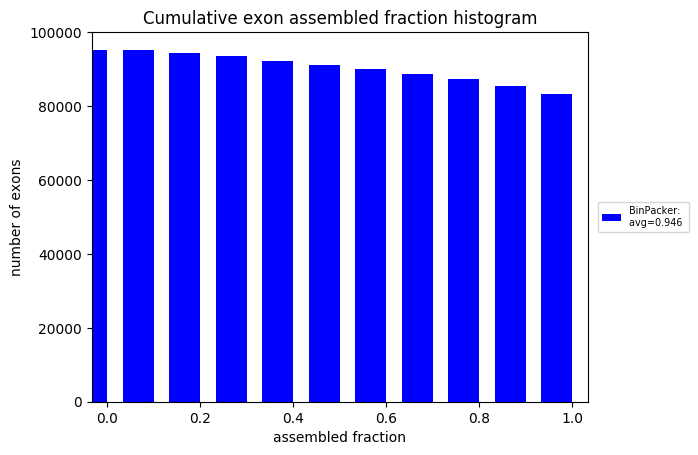 Cumulative exon assembled fraction histogram
100000
80000
60000
40000
20000
0
number of exons
0.0 0.2 0.4 0.6 0.8 1.0
assembled fraction
BinPacker:
avg=0.946